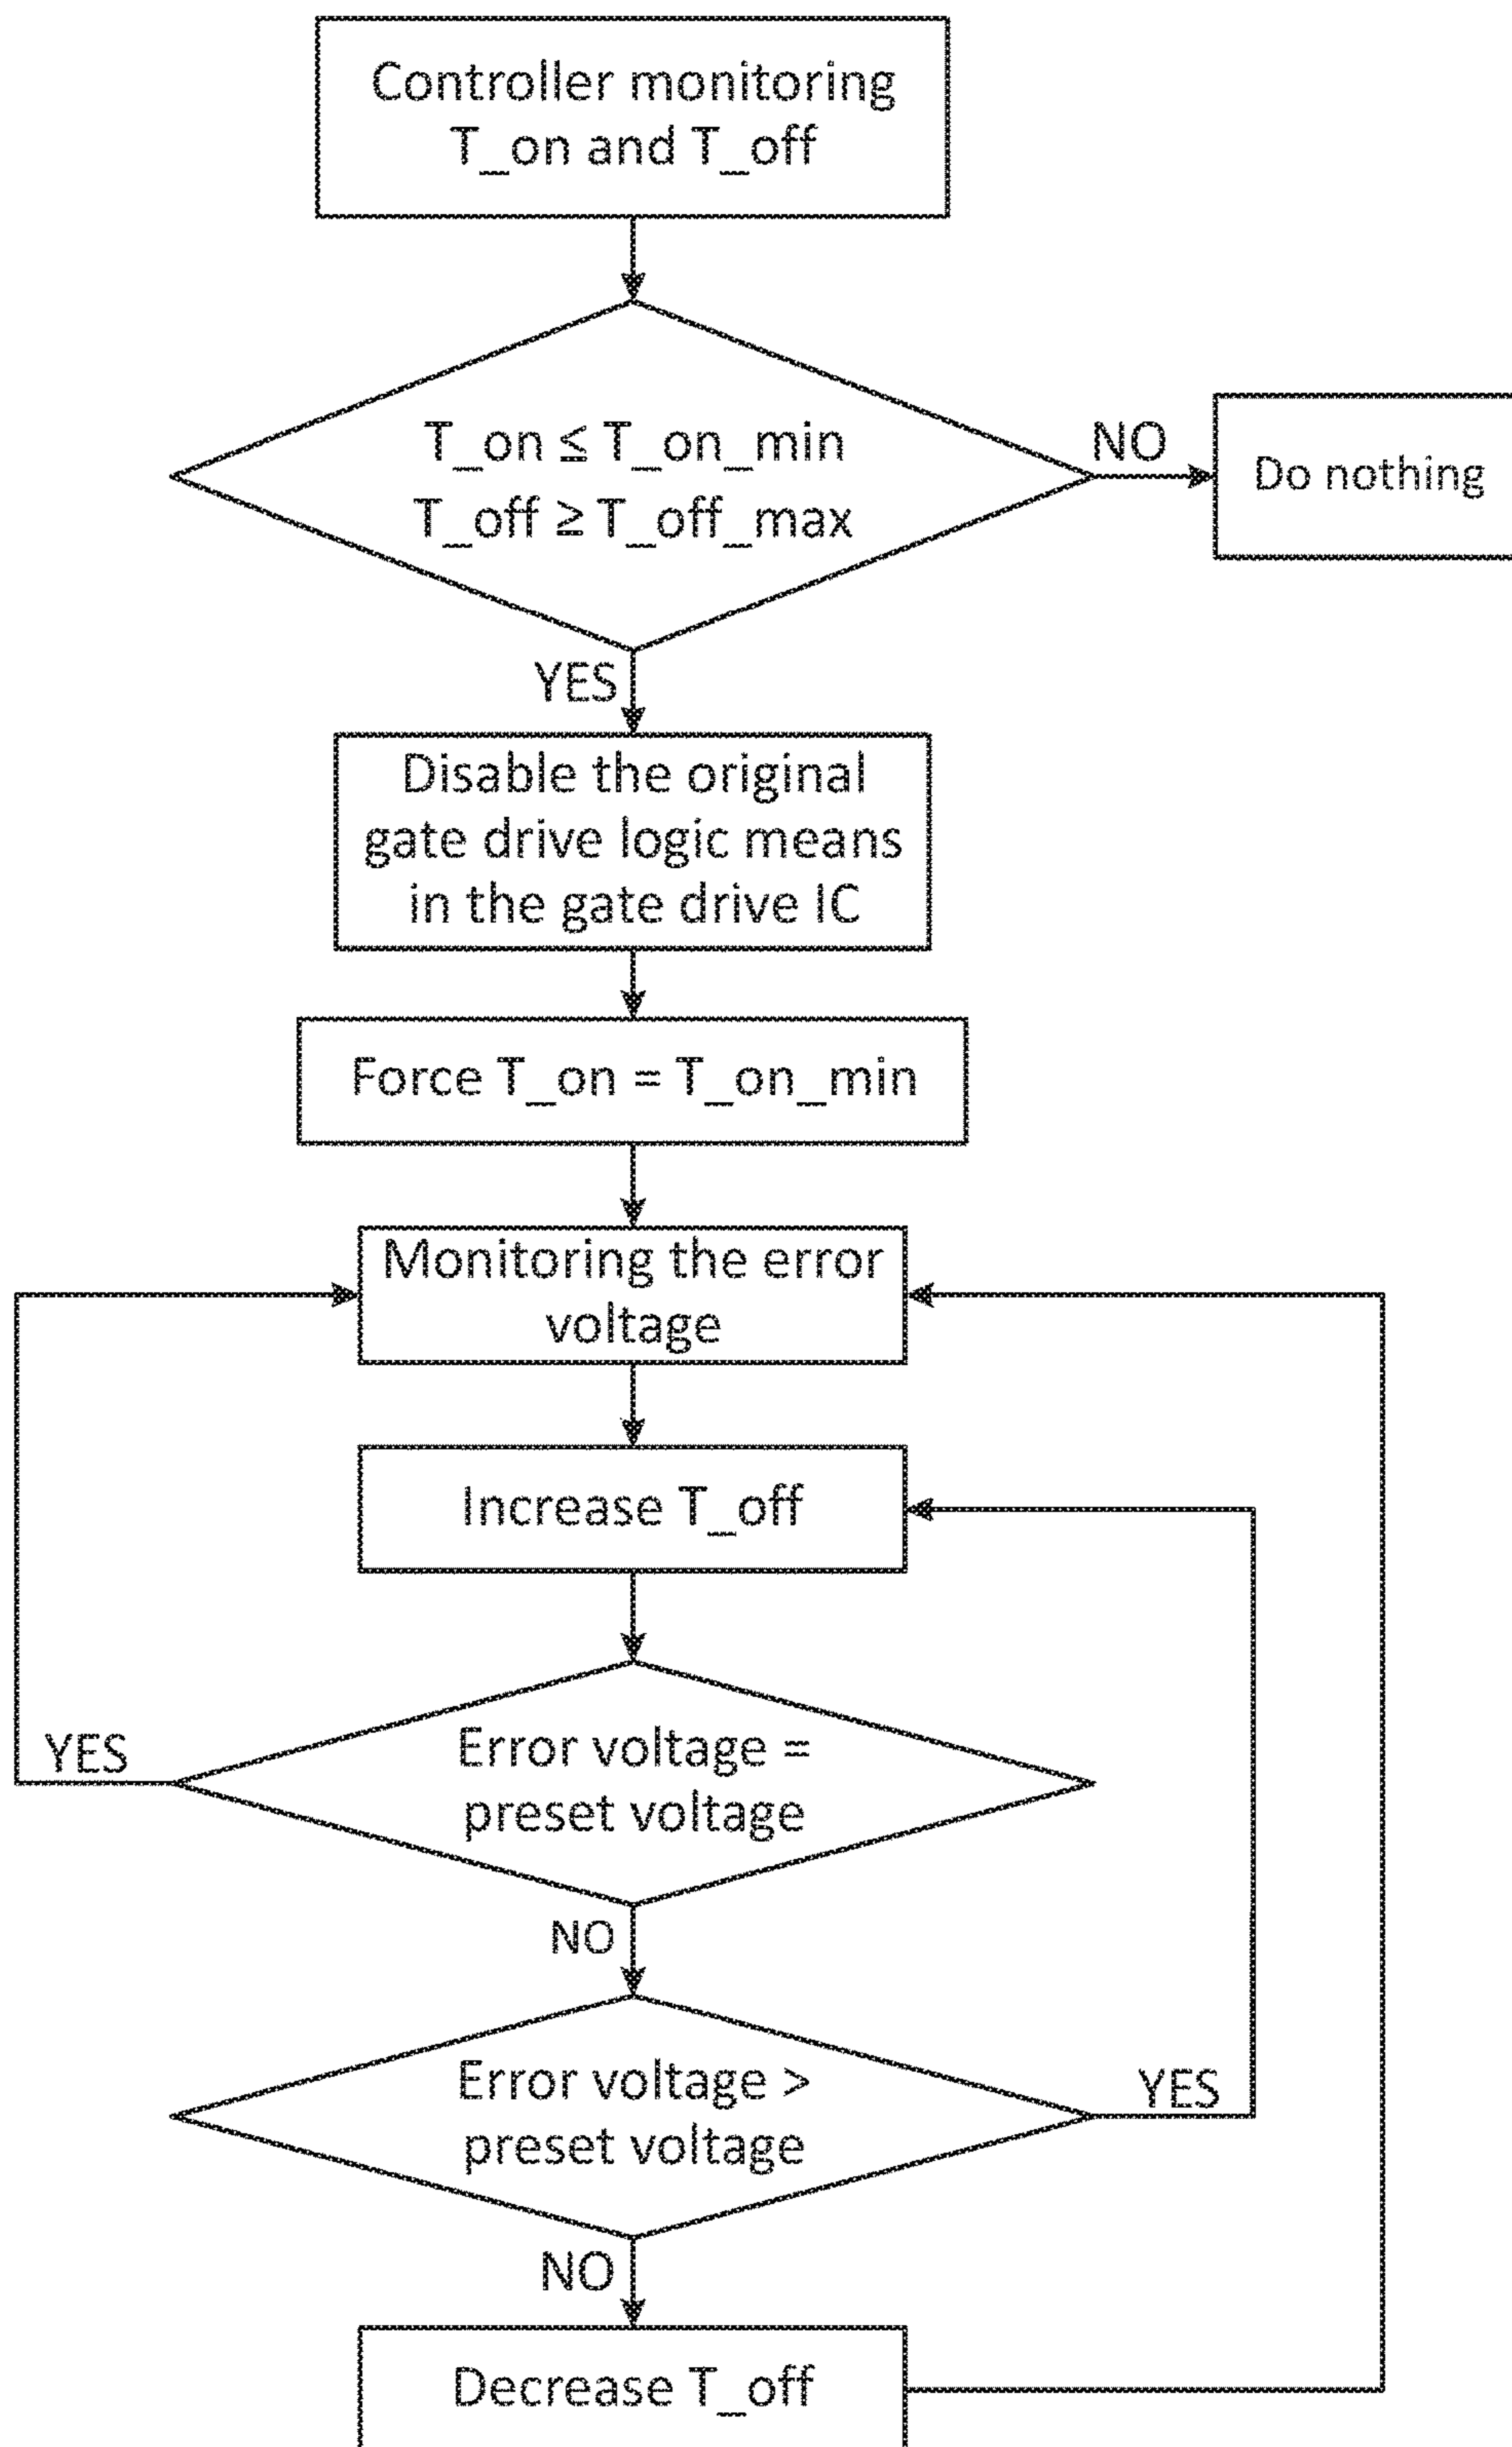 Controller monitoring
T_on and T_off
T_on ≤ T_on_min
T_off ≥ T_off_max
NO
Do nothing
YES
Disable the original
gate drive logic means
in the gate drive IC
Force T_on = T_on_min
Monitoring the error
voltage
Increase T_off
Error voltage =
preset voltage
YES
NO
Error voltage >
preset voltage
YES
NO
Decrease T_off